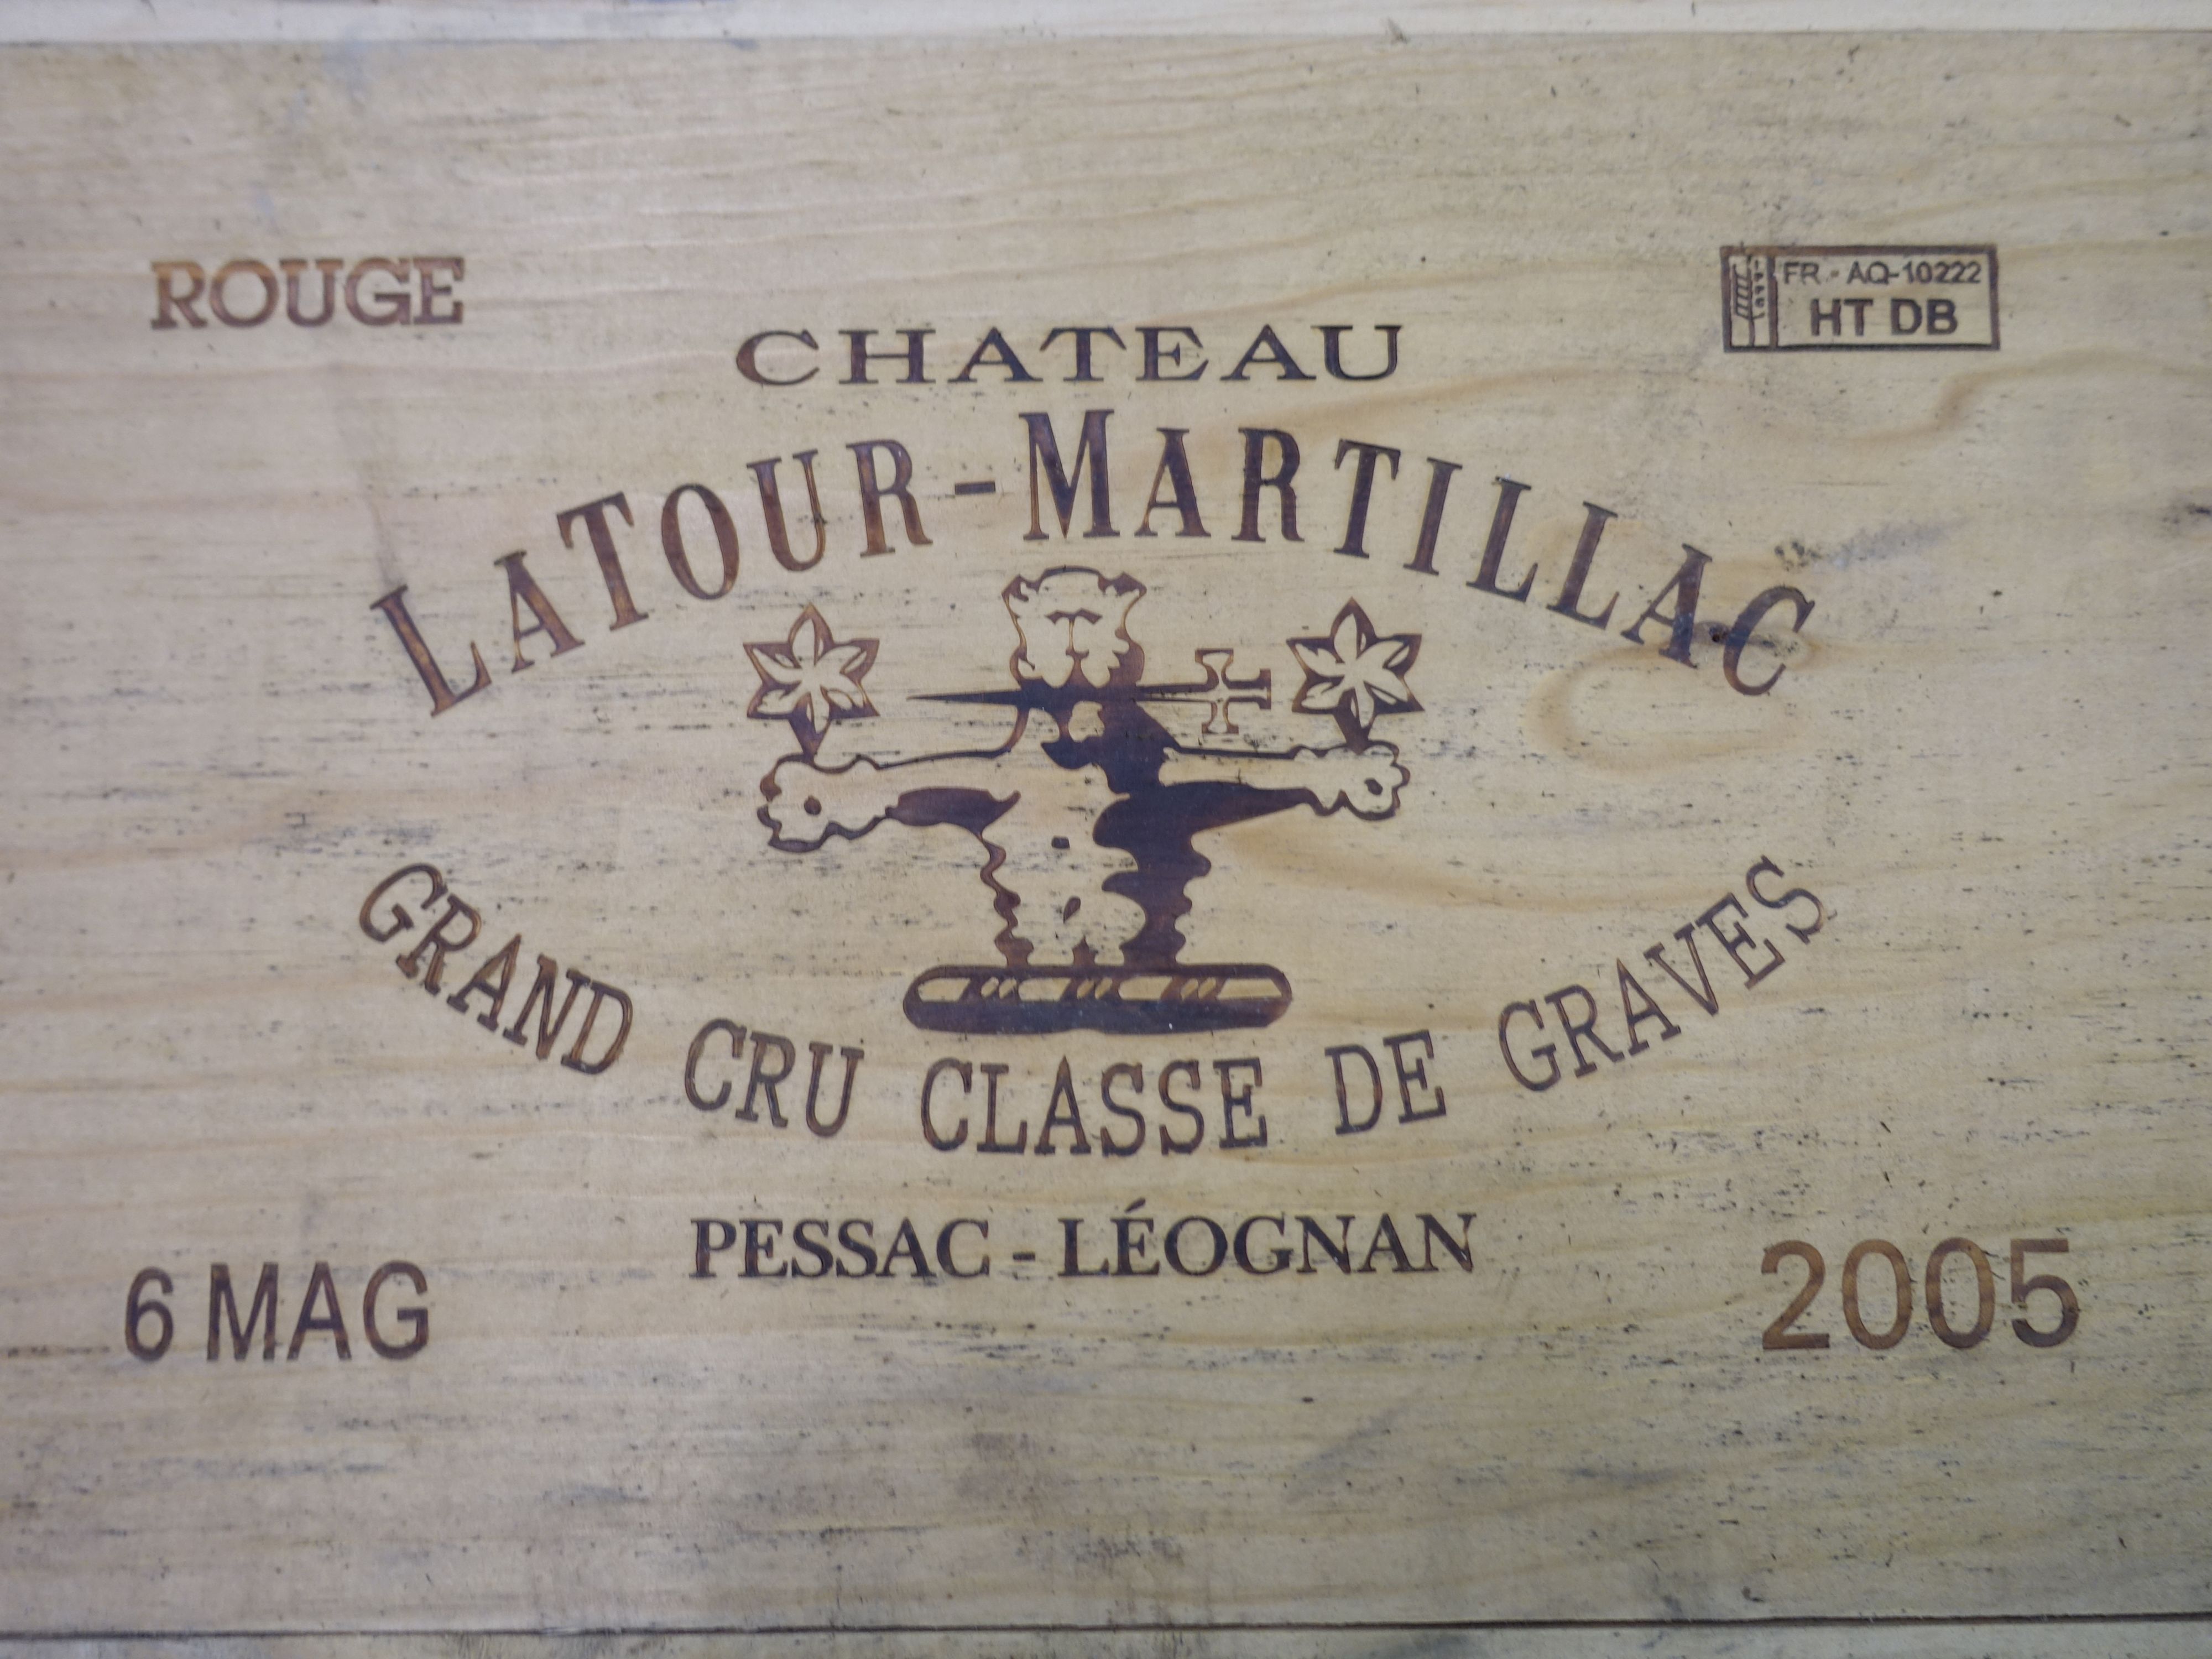 ROUGE
FR - AQ-10222
HT DB
CHATEAU
LATOUR-MARTILLAC
GRAND CRU CLASSE DE GRAVES
PESSAC - LÉOGNAN
6 MAG
2005